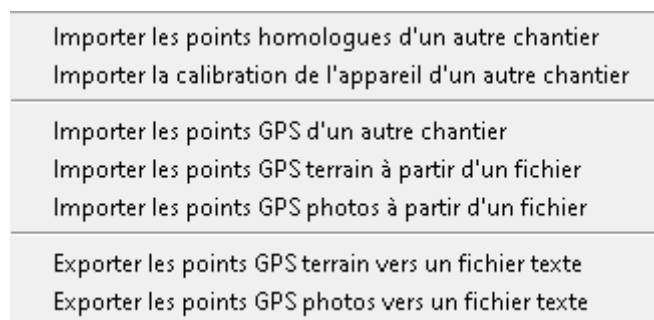 Importer les points homologues d'un autre chantier
Importer la calibration de l'appareil d'un autre chantier
Importer les points GPS d'un autre chantier
Importer les points GPS terrain à partir d'un fichier
Importer les points GPS photos à partir d'un fichier
Exporter les points GPS terrain vers un fichier texte
Exporter les points GPS photos vers un fichier texte